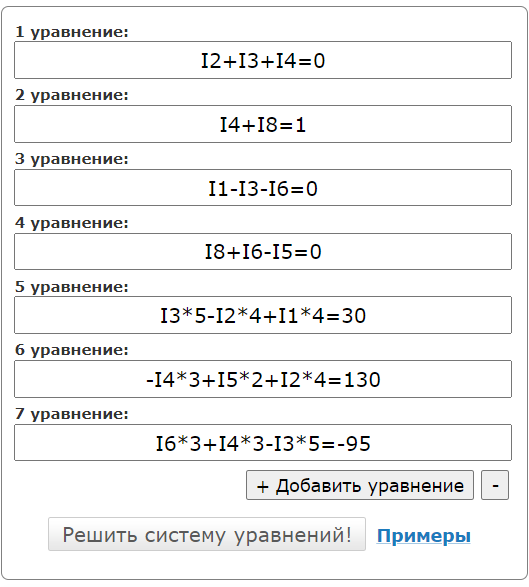 1 уравнение:
I2+I3+I4=0
2 уравнение:
I4+I8=1
3 уравнение:
I1-I3-I6=0
4 уравнение:
I8+I6-I5=0
5 уравнение:
I3*5-I2*4+I1*4=30
6 уравнение:
-I4*3+I5*2+I2*4=130
7 уравнение:
I6*3+I4*3-I3*5=-95
+ Добавить уравнение -
Решить систему уравнений! Примеры